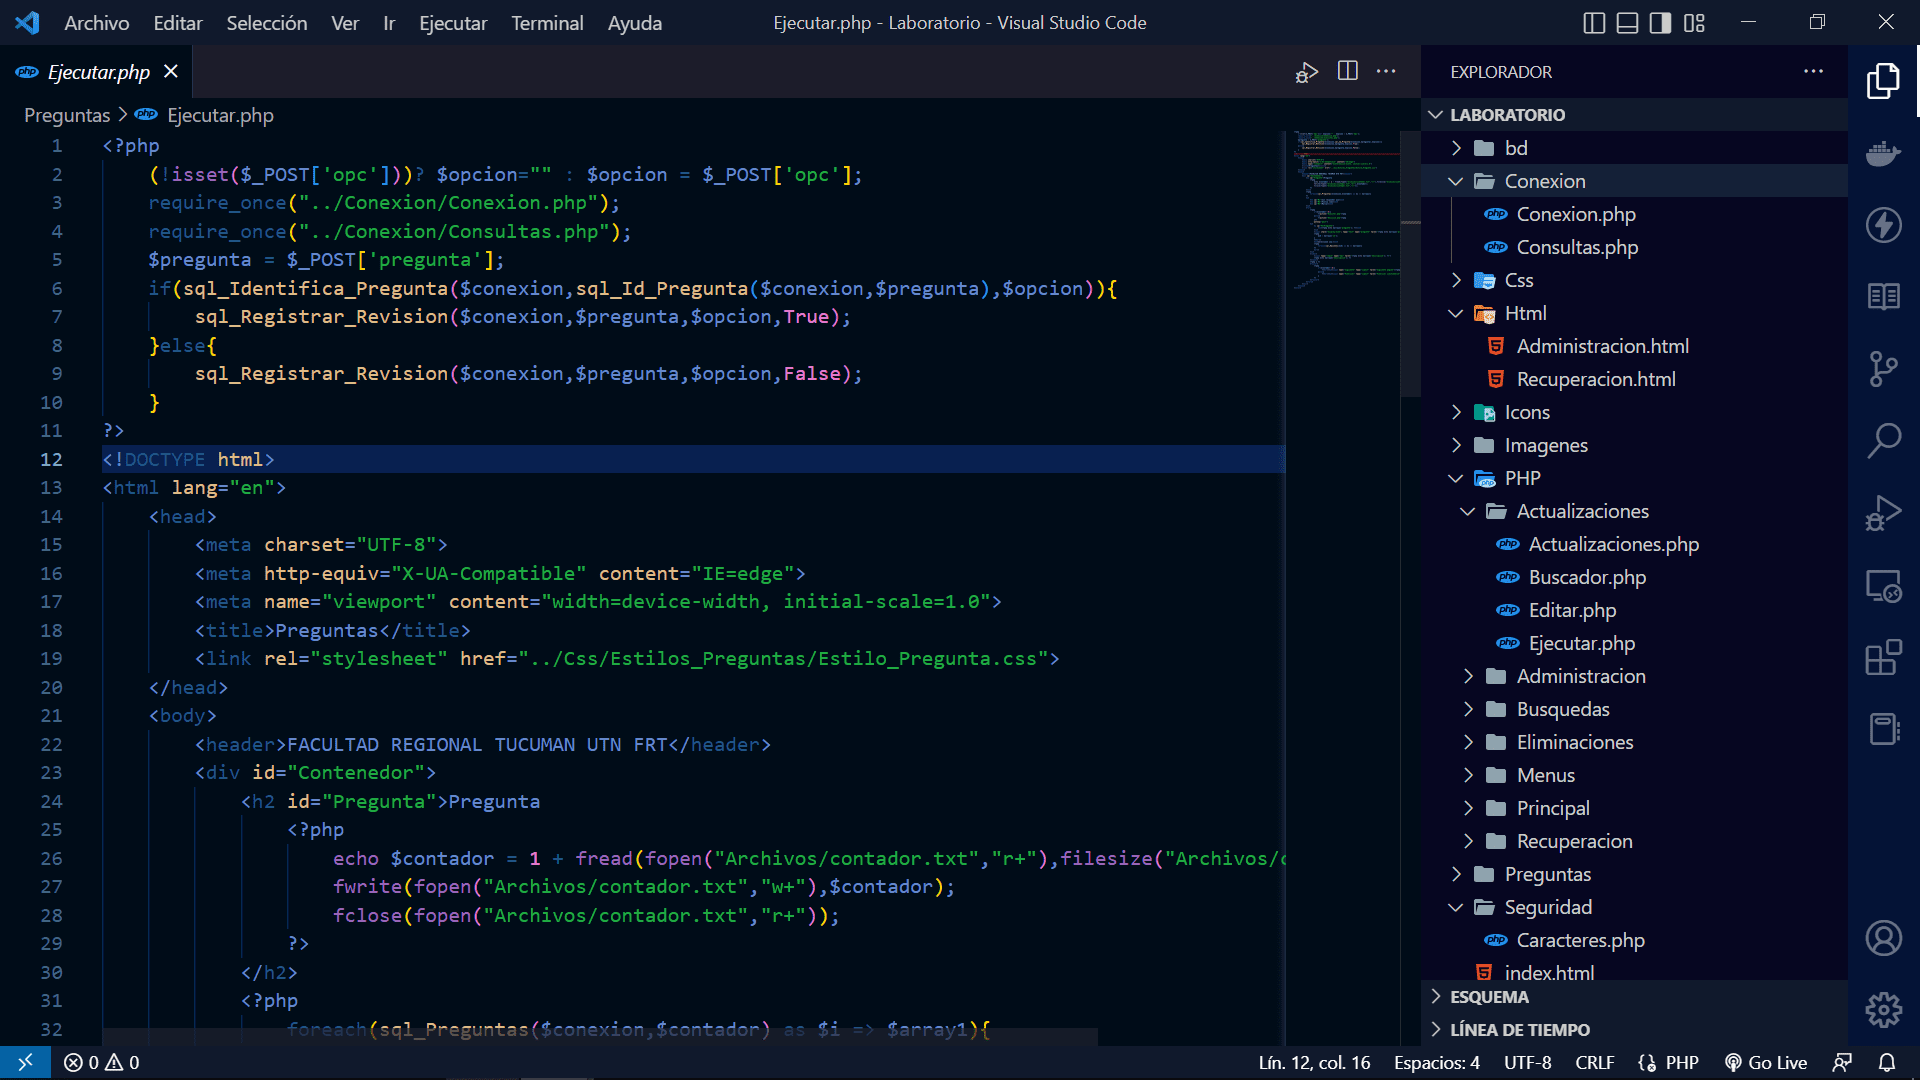 Archivo Editar Selección Ver Ir Ejecutar Terminal Ayuda
Ejecutar.php - Laboratorio - Visual Studio Code
php Ejecutar.php
Preguntas > php Ejecutar.php
1 <?php
2 (!isset($_POST['opc']))? $opcion="" : $opcion = $_POST['opc'];
3 require_once("../Conexion/Conexion.php");
4 require_once("../Conexion/Consultas.php");
5 $pregunta = $_POST['pregunta'];
6 if(sql_Identifica_Pregunta($conexion,sql_Id_Pregunta($conexion,$pregunta),$opcion)){
7 sql_Registrar_Revision($conexion,$pregunta,$opcion,True);
8 }else{
9 sql_Registrar_Revision($conexion,$pregunta,$opcion,False);
10 }
11 ?>
12 <!DOCTYPE html>
13 <html lang="en">
14 <head>
15 <meta charset="UTF-8">
16 <meta http-equiv="X-UA-Compatible" content="IE=edge">
17 <meta name="viewport" content="width=device-width, initial-scale=1.0">
18 <title>Preguntas</title>
19 <link rel="stylesheet" href="../Css/Estilos_Preguntas/Estilo_Pregunta.css">
20 </head>
21 <body>
22 <header>FACULTAD REGIONAL TUCUMAN UTN FRT</header>
23 <div id="Contenedor">
24 <h2 id="Pregunta">Pregunta
25 <?php
26 echo $contador = 1 + fread(fopen("Archivos/contador.txt","r+"),filesize("Archivos/
27 fwrite(fopen("Archivos/contador.txt","w+"),$contador);
28 fclose(fopen("Archivos/contador.txt","r+"));
29 ?>
30 </h2>
31 <?php
32 foreach(sql_Preguntas($conexion,$contador) as $i => $array1){
EXPLORADOR
LABORATORIO
bd
Conexion
php Conexion.php
php Consultas.php
Css
Html
Administracion.html
Recuperacion.html
Icons
Imagenes
PHP
Actualizaciones
php Actualizaciones.php
php Buscador.php
php Editar.php
php Ejecutar.php
Administracion
Busquedas
Eliminaciones
Menus
Principal
Recuperacion
Preguntas
Seguridad
php Caracteres.php
index.html
ESQUEMA
LÍNEA DE TIEMPO
0 0
Lín. 12, col. 16 Espacios: 4 UTF-8 CRLF PHP Go Live